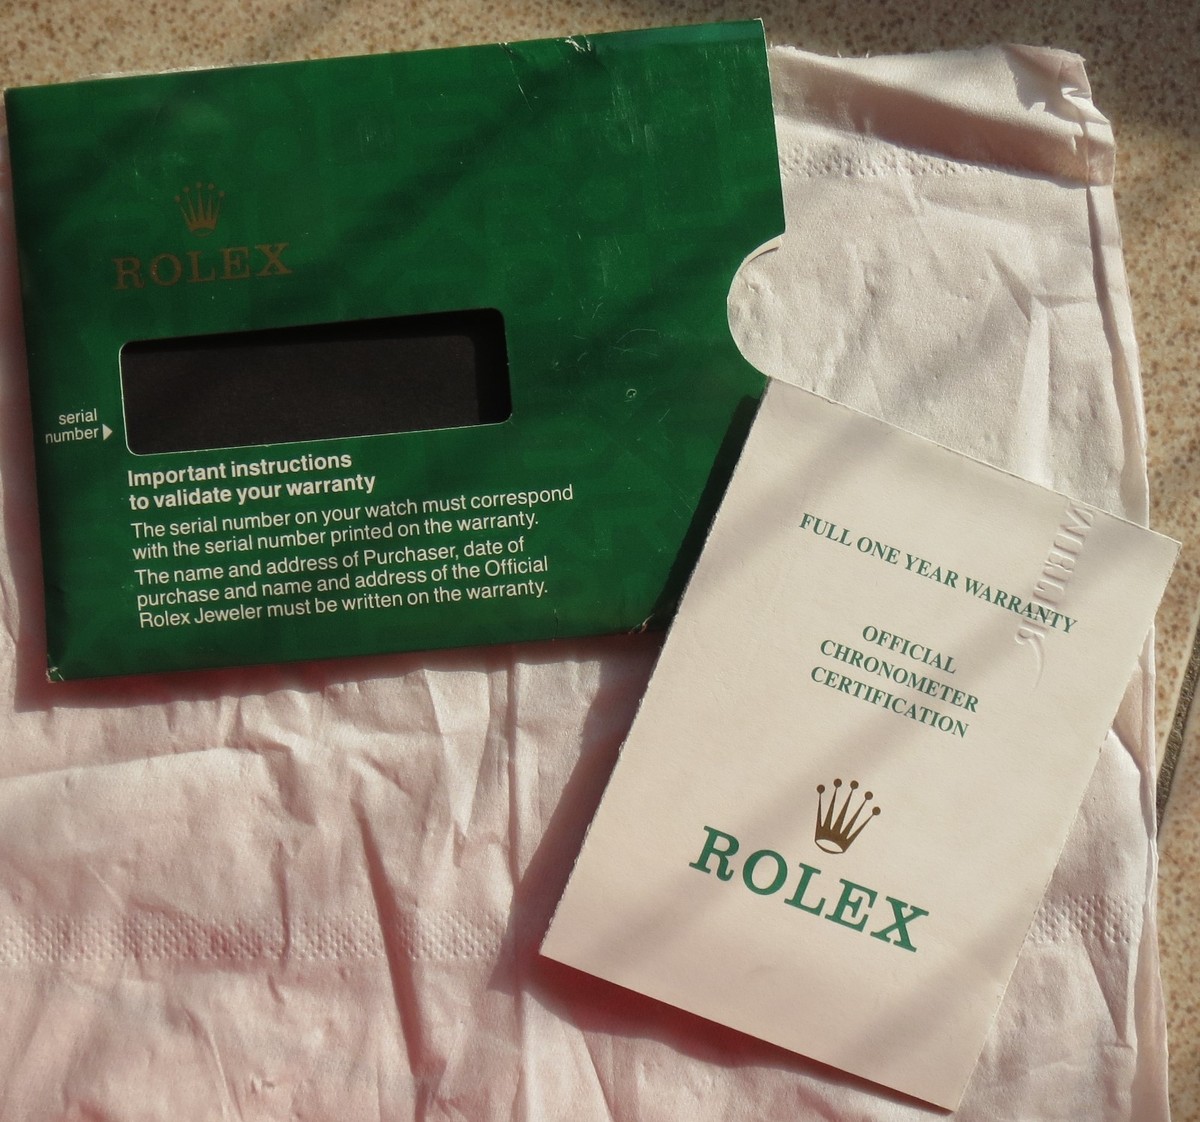 ROLEX
serial
number
Important instructions
to validate your warranty
The serial number on your watch must correspond
with the serial number printed on the warranty.
The name and address of Purchaser, date of
purchase and name and address of the Official
Rolex Jeweler must be written on the warranty.
FULL ONE YEAR WARRANTY
OFFICIAL
CHRONOMETER
CERTIFICATION
ROLEX